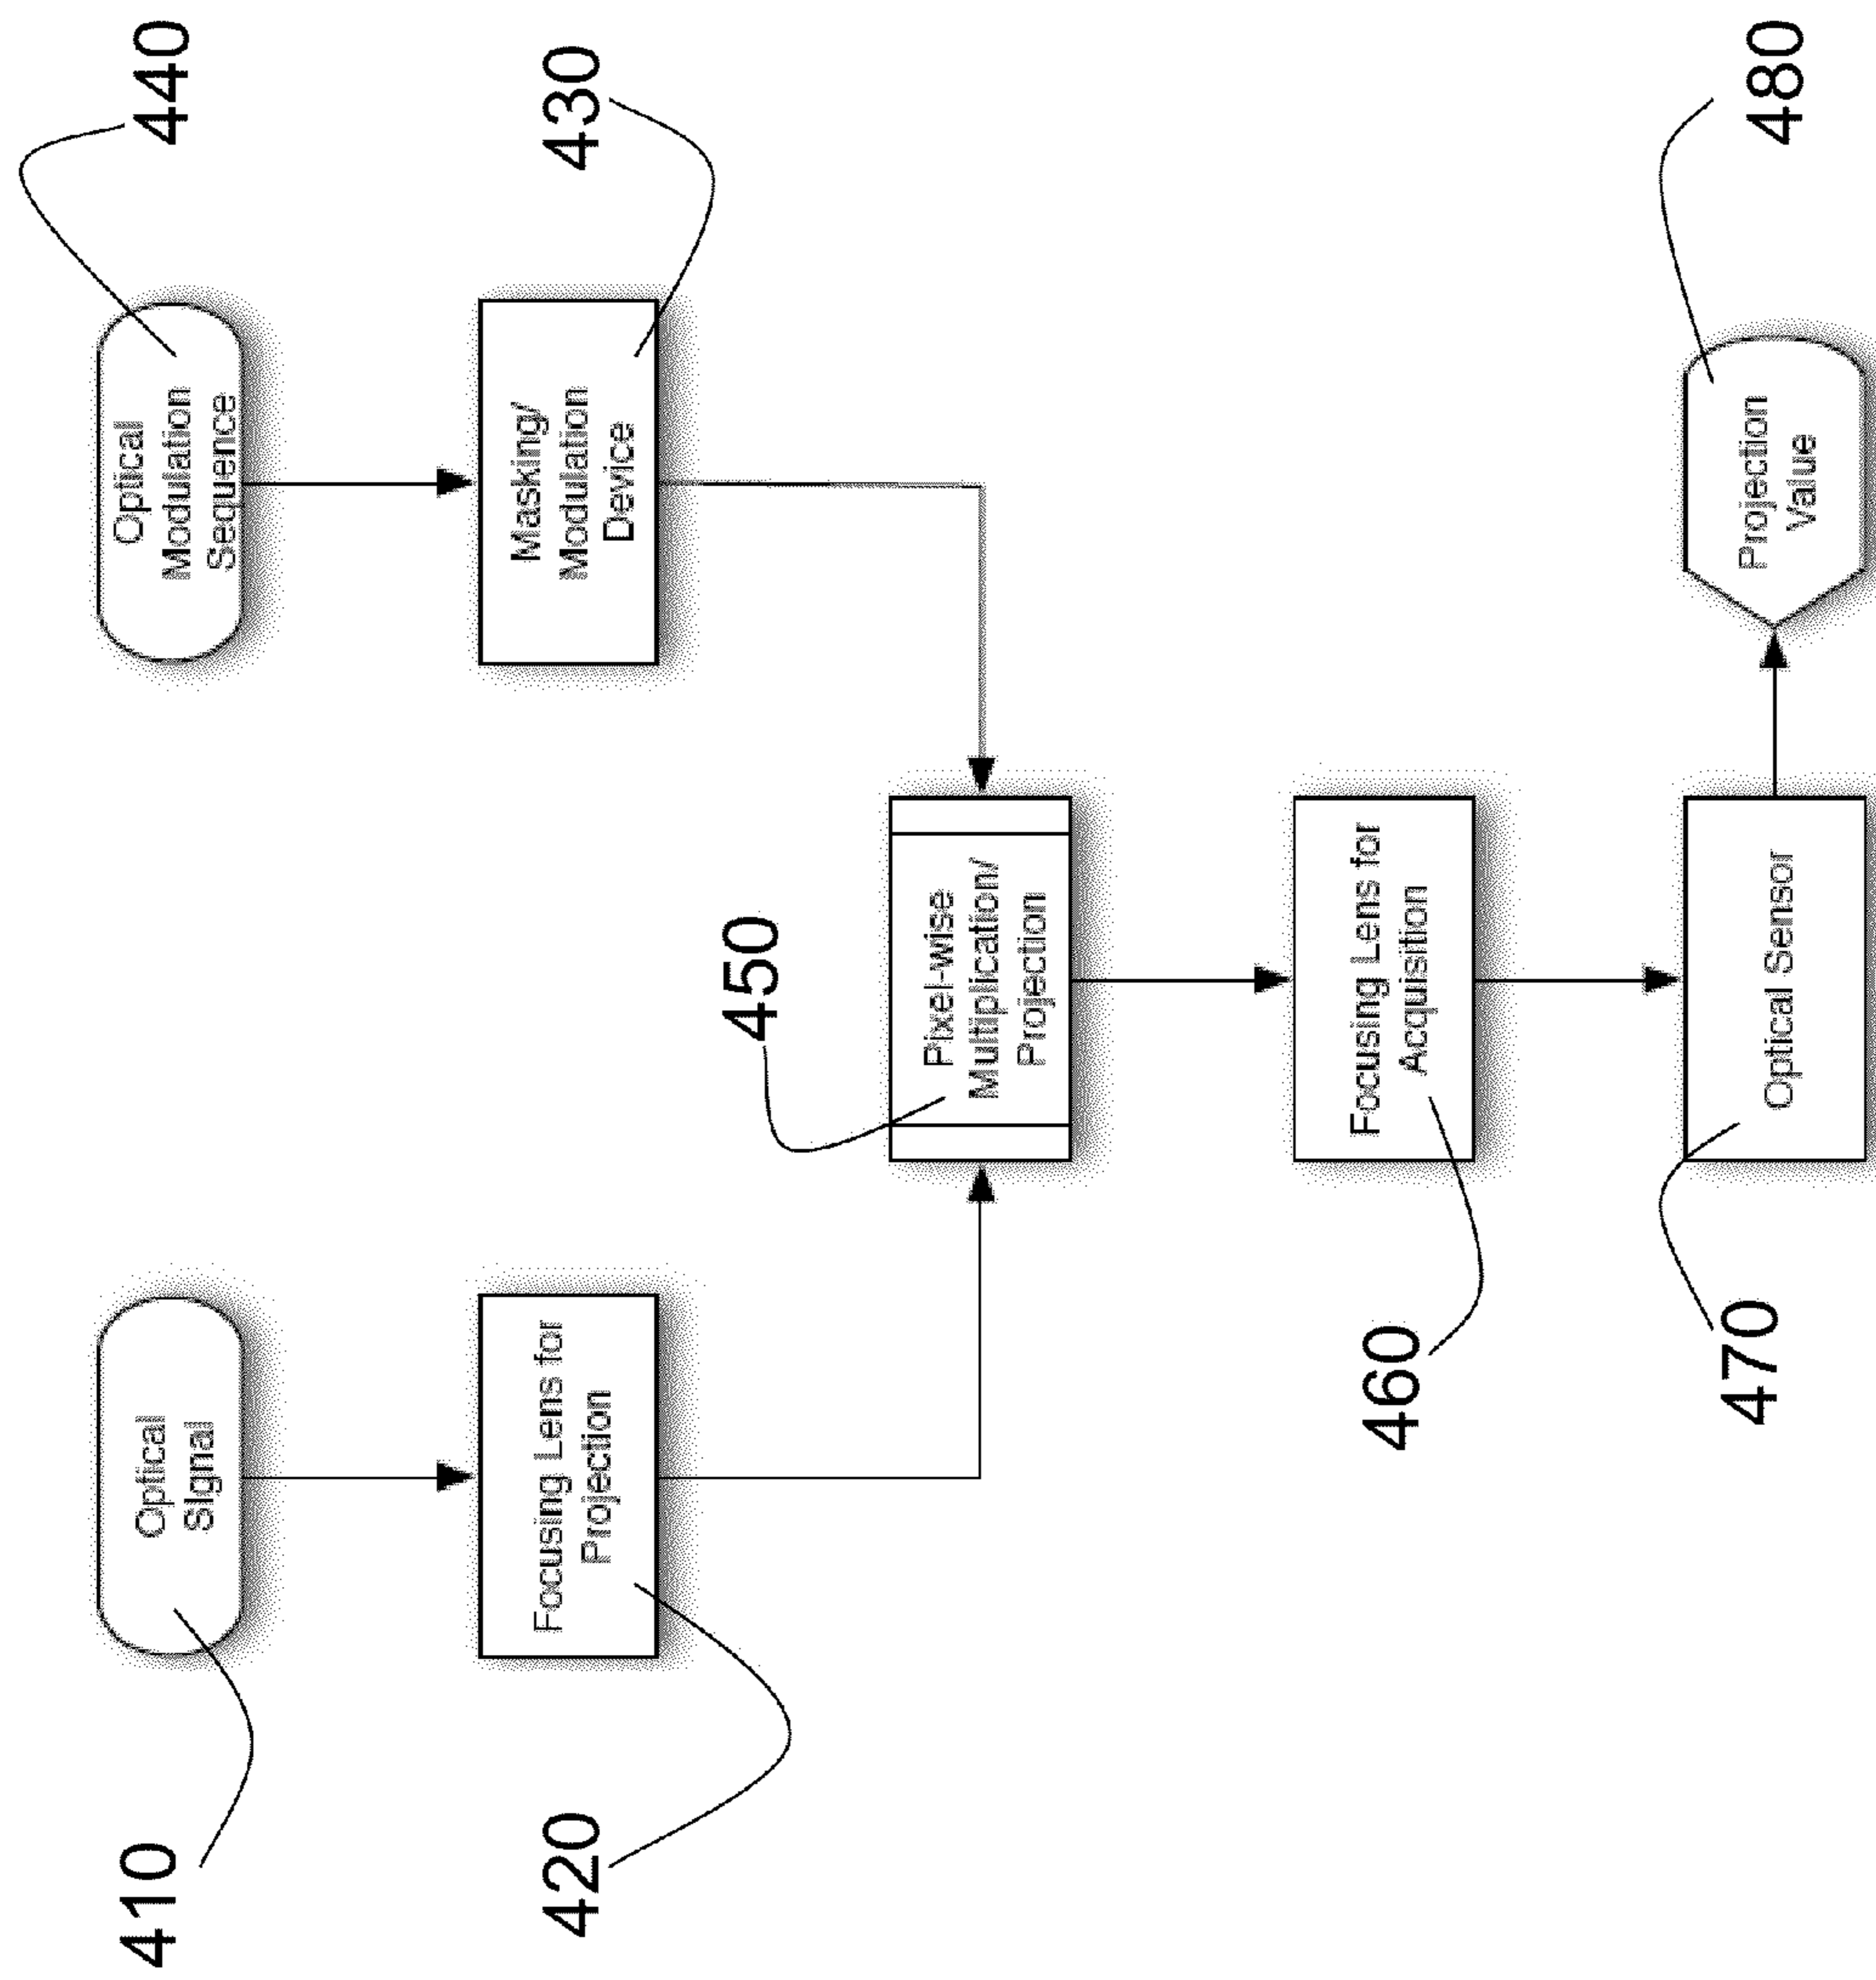 410
Optical
Signal
420
Focusing Lens for
Projection
440
Optical
Modulation
Sequence
430
Masking/
Modulation
Device
450
Pixel-wise
Multiplication/
Projection
460
Focusing Lens for
Acquisition
470
Optical Sensor
480
Projection
Value